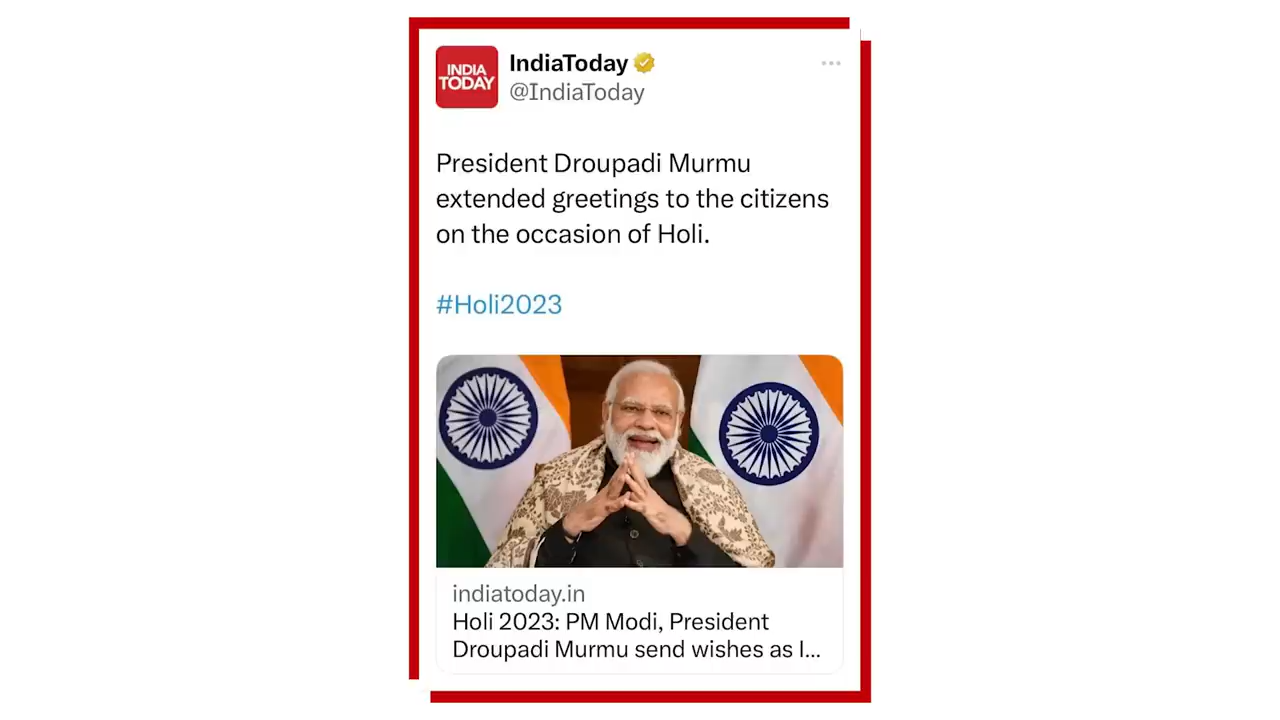 INDIA
TODAY
IndiaToday
@IndiaToday
President Droupadi Murmu
extended greetings to the citizens
on the occasion of Holi.
#Holi2023
indiatoday.in
Holi 2023: PM Modi, President
Droupadi Murmu send wishes as I...